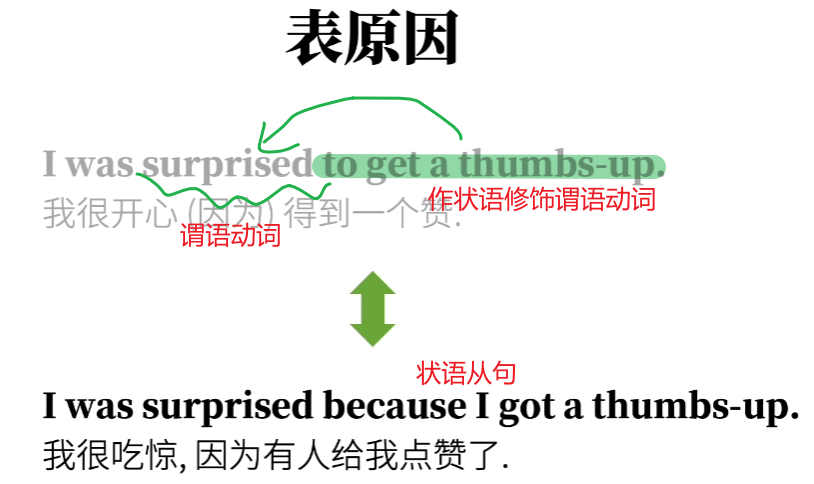 表原因
I was surprised to get a thumbs-up.
作状语修饰谓语动词
我很开心 (因为) 得到一个赞.
谓语动词
状语从句
I was surprised because I got a thumbs-up.
我很吃惊, 因为有人给我点赞了.